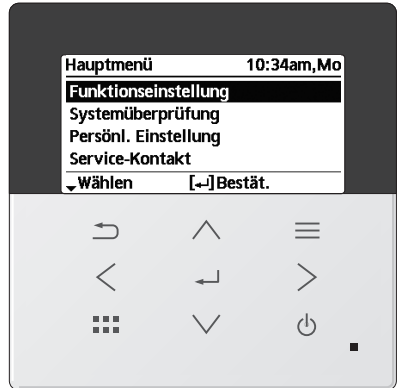 Hauptmenü 10:34am,Mo
Funktionseinstellung
Systemüberprüfung
Persönl. Einstellung
Service-Kontakt
Wählen [↵]Bestät.